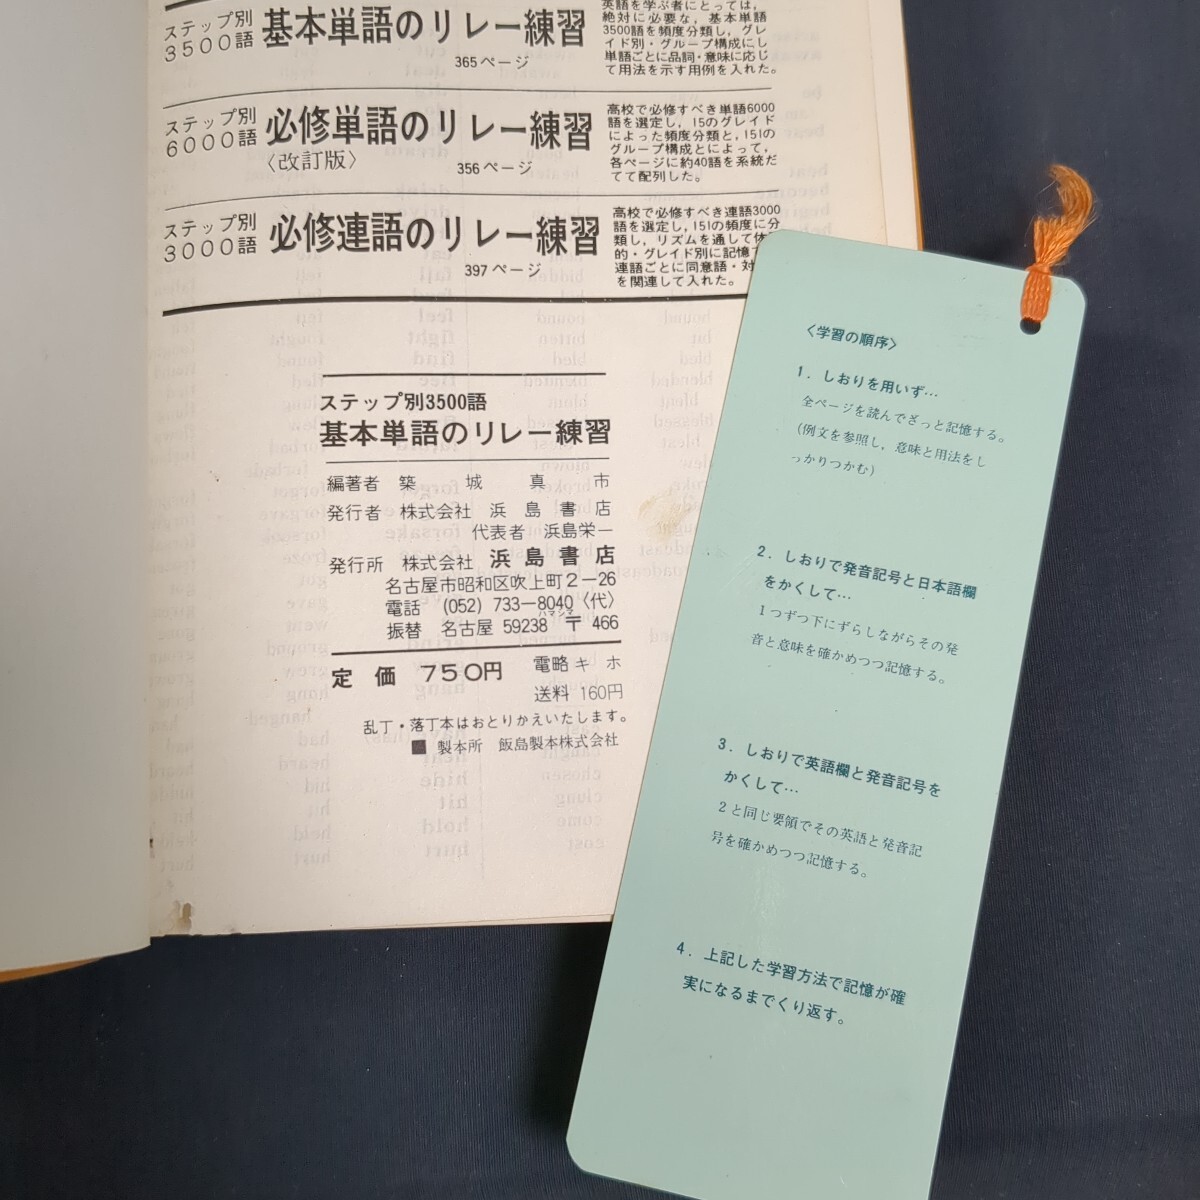 ステップ別
3500語
基本単語のリレー練習
365ページ
英語を学ぶ者にとっては,
絶対に必要な, 基本単語
3500語を頻度分類し, グレ
イド別・グループ構成にし
単語ごとに品詞・意味に応じ
て用法を示す用例を入れた。
ステップ別
6000語
必修単語のリレー練習
〈改訂版〉
356ページ
高校で必修すべき単語6000
語を選定し, 15のグレイド
によった頻度分類と, 151の
グループ構成とによって,
各ページに約40語を系統だ
てて配列した。
ステップ別
3000語
必修連語のリレー練習
397ページ
高校で必修すべき連語3000
語を選定し, 151の頻度に分
類し, リズムを通して体
的・グレイド別に記憶
連語ごとに同意語・対
を関連して入れた。
ステップ別3500語
基本単語のリレー練習
編著者 築城真市
発行者 株式会社 浜島書店
代表者 浜島栄一
発行所 株式会社 浜島書店
名古屋市昭和区吹上町2-26
電話 (052) 733-8040〈代〉
ハマシマ
振替 名古屋 59238 〒466
定価 750円
電略 キホ
送料 160円
乱丁・落丁本はおとりかえいたします。
■ 製本所 飯島製本株式会社
〈学習の順序〉
1. しおりを用いず…
全ページを読んでざっと記憶する。
(例文を参照し, 意味と用法をし
っかりつかむ)
2. しおりで発音記号と日本語欄
をかくして…
1つずつ下にずらしながらその発
音と意味を確かめつつ記憶する。
3. しおりで英語欄と発音記号を
かくして…
2と同じ要領でその英語と発音記
号を確かめつつ記憶する。
4. 上記した学習方法で記憶が確
実になるまでくり返す。